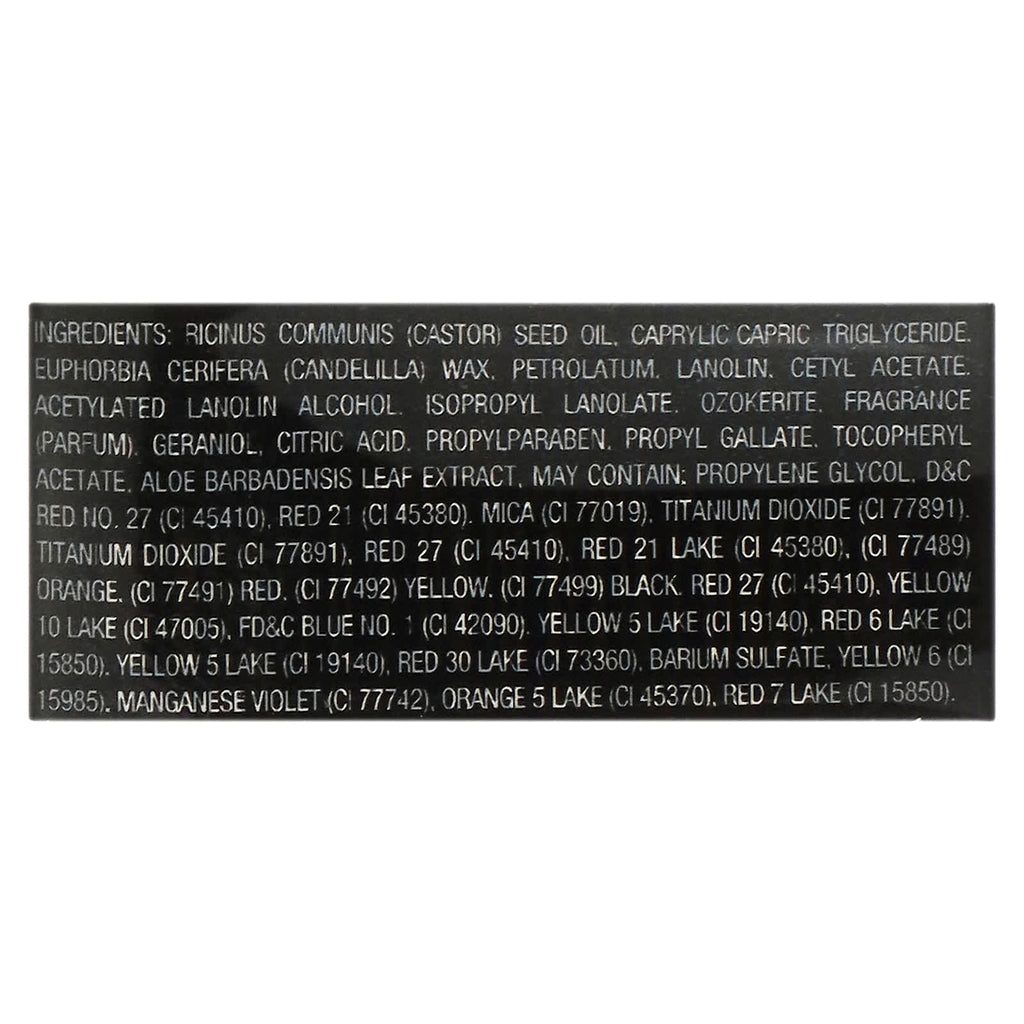 INGREDIENTS: RICINUS COMMUNIS (CASTOR) SEED OIL, CAPRYLIC CAPRIC TRIGLYCERIDE,
EUPHORBIA CERIFERA (CANDELILLA) WAX, PETROLATUM, LANOLIN, CETYL ACETATE,
ACETYLATED LANOLIN ALCOHOL, ISOPROPYL LANOLATE, OZOKERITE, FRAGRANCE
(PARFUM), GERANIOL, CITRIC ACID, PROPYLPARABEN, PROPYL GALLATE, TOCOPHERYL
ACETATE, ALOE BARBADENSIS LEAF EXTRACT, MAY CONTAIN: PROPYLENE GLYCOL, D&C
RED NO. 27 (CI 45410), RED 21 (CI 45380), MICA (CI 77019), TITANIUM DIOXIDE (CI 77891),
TITANIUM DIOXIDE (CI 77891), RED 27 (CI 45410), RED 21 LAKE (CI 45380), (CI 77489)
ORANGE, (CI 77491) RED, (CI 77492) YELLOW, (CI 77499) BLACK, RED 27 (CI 45410), YELLOW
10 LAKE (CI 47005), FD&C BLUE NO. 1 (CI 42090), YELLOW 5 LAKE (CI 19140), RED 6 LAKE (CI
15850), YELLOW 5 LAKE (CI 19140), RED 30 LAKE (CI 73360), BARIUM SULFATE, YELLOW 6 (CI
15985), MANGANESE VIOLET (CI 77742), ORANGE 5 LAKE (CI 45370), RED 7 LAKE (CI 15850).